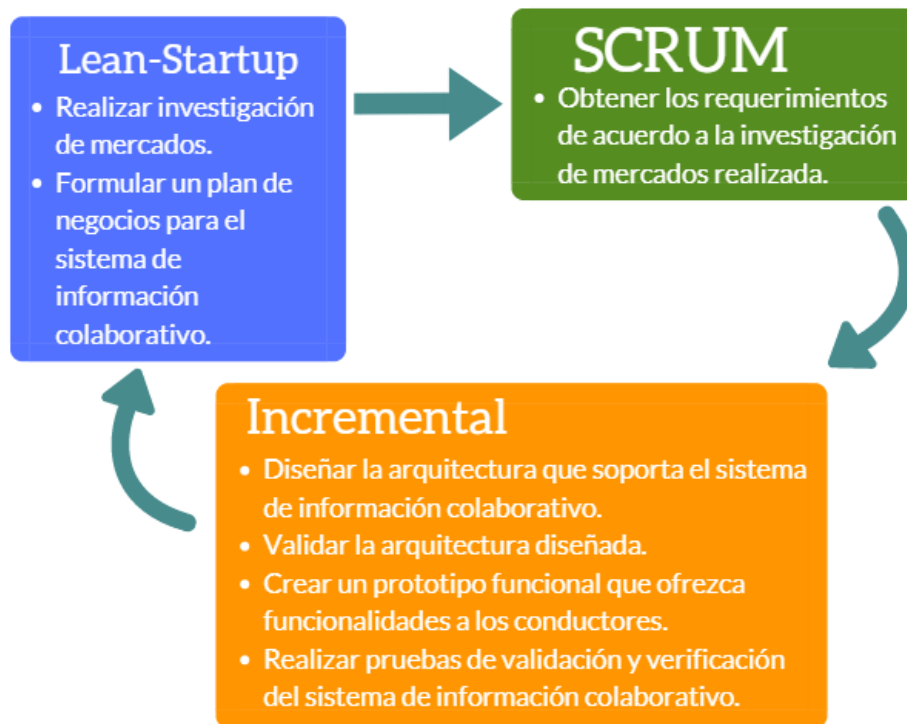 Lean-Startup
• Realizar investigación
de mercados.
• Formular un plan de
negocios para el
sistema de
información
colaborativo.
SCRUM
• Obtener los requerimientos
de acuerdo a la investigación
de mercados realizada.
Incremental
• Diseñar la arquitectura que soporta el sistema
de información colaborativo.
• Validar la arquitectura diseñada.
• Crear un prototipo funcional que ofrezca
funcionalidades a los conductores.
• Realizar pruebas de validación y verificación
del sistema de información colaborativo.